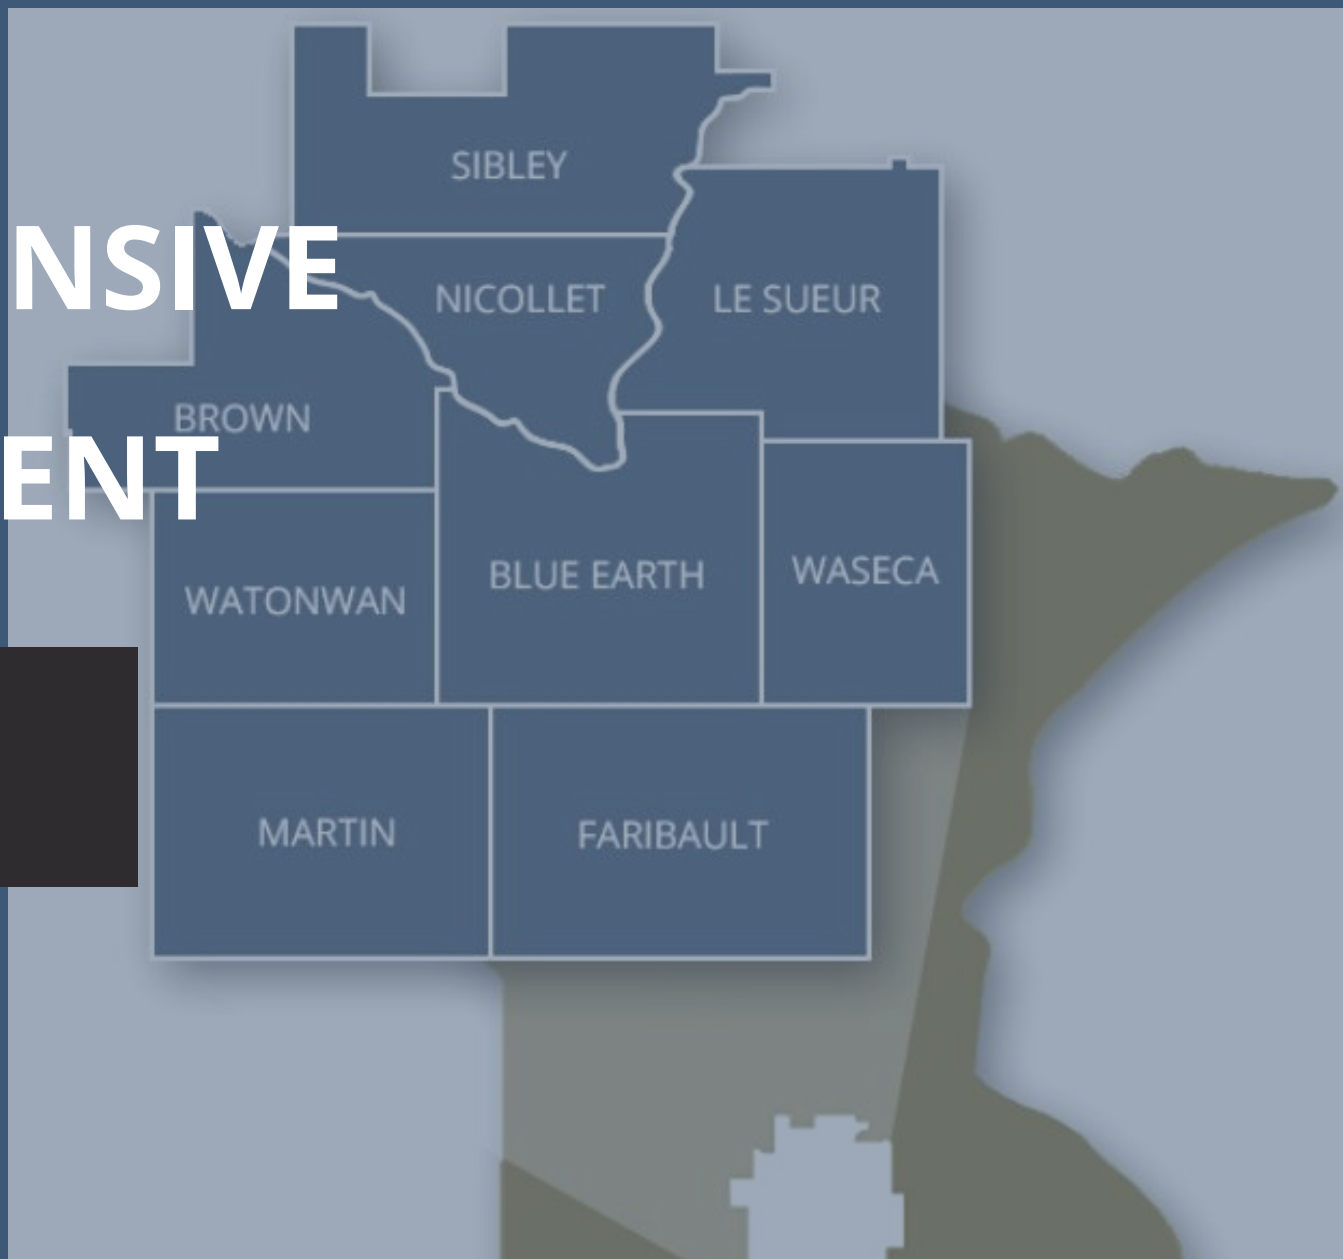 SIBLEY
NSIVE
NICOLLET
LE SUEUR
BROWN
ENT
BLUE EARTH
WASECA
WATONWAN
MARTIN
FARIBAULT